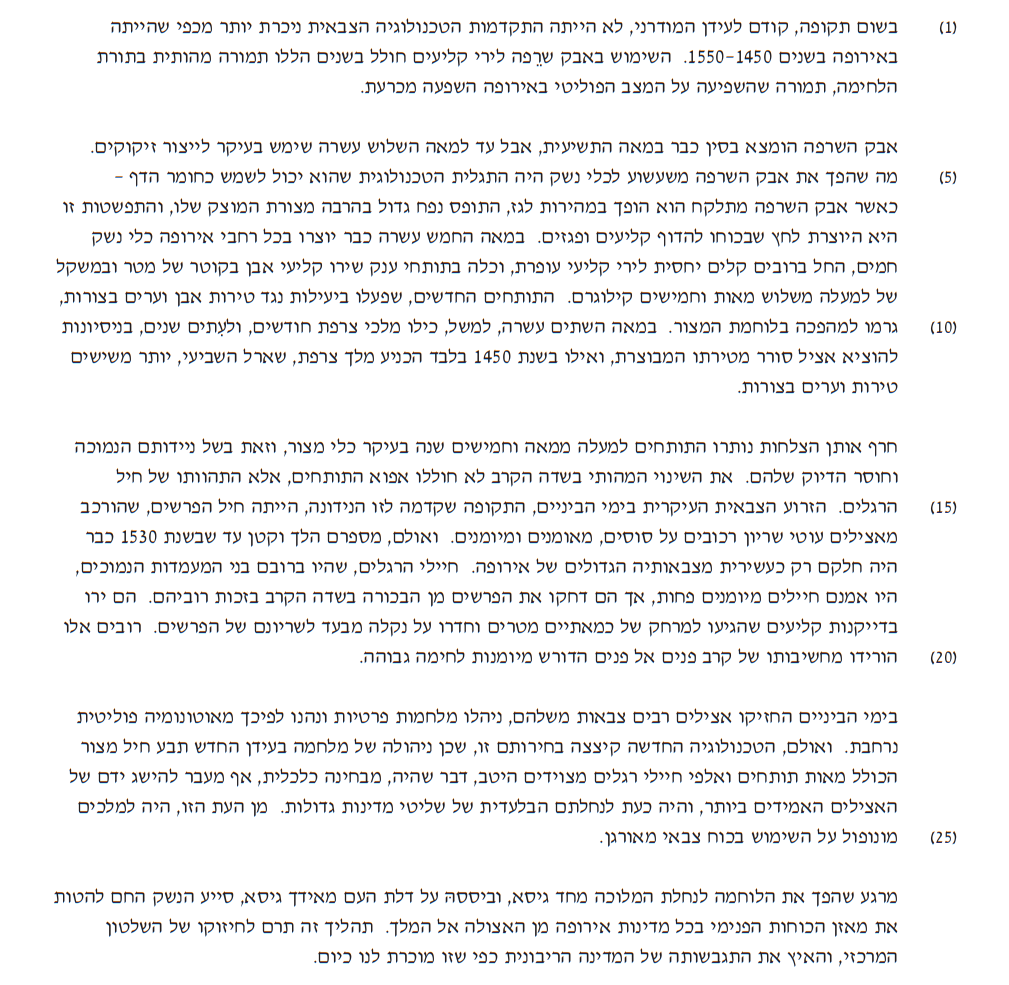 (1) בשום תקופה, קודם לעידן המודרני, לא הייתה התקדמות הטכנולוגיה הצבאית ניכרת יותר מכפי שהייתה
באירופה בשנים 1450–1550. השימוש באבק שׂרֵפה לירי קליעים חולל בשנים הללו תמורה מהותית בתורת
הלחימה, תמורה שהשפיעה על המצב הפוליטי באירופה השפעה מכרעת.
אבק השרפה הומצא בסין כבר במאה התשיעית, אבל עד למאה השלוש עשרה שימש בעיקר לייצור זיקוקים.
(5) מה שהפך את אבק השרפה משעשוע לכלי נשק היה התגלית הטכנולוגית שהוא יכול לשמש כחומר הדף –
כאשר אבק השרפה מתלקח הוא הופך במהירות לגז, התופס נפח גדול בהרבה מצורת המוצק שלו, והתפשטות זו
היא היוצרת לחץ שבכוחו להדוף קליעים ופגזים. במאה החמש עשרה כבר יוצרו בכל רחבי אירופה כלי נשק
חמים, החל ברובים קלים יחסית לירי קליעי עופרת, וכלה בתותחי ענק שירו קליעי אבן בקוטר של מטר ובמשקל
של למעלה משלוש מאות וחמישים קילוגרם. התותחים החדשים, שפעלו ביעילות נגד טירות אבן וערים בצורות,
(10) גרמו למהפכה בלוחמת המצור. במאה השתים עשרה, למשל, כילו מלכי צרפת חודשים, ולעִתים שנים, בניסיונות
להוציא אציל סורר מטירתו המבוצרת, ואילו בשנת 1450 בלבד הכניע מלך צרפת, שארל השביעי, יותר משישים
טירות וערים בצורות.
חרף אותן הצלחות נותרו התותחים למעלה ממאה וחמישים שנה בעיקר כלי מצור, וזאת בשל ניידותם הנמוכה
וחוסר הדיוק שלהם. את השינוי המהותי בשדה הקרב לא חוללו אפוא התותחים, אלא התהוותו של חיל
(15) הרגלים. הזרוע הצבאית העיקרית בימי הביניים, התקופה שקדמה לזו הנידונה, הייתה חיל הפרשים, שהורכב
מאצילים עוטי שריון רכובים על סוסים, מאומנים ומיומנים. ואולם, מספרם הלך וקטן עד שבשנת 1530 כבר
היה חלקם רק כעשירית מצבאותיה הגדולים של אירופה. חיילי הרגלים, שהיו ברובם בני המעמדות הנמוכים,
היו אמנם חיילים מיומנים פחות, אך הם דחקו את הפרשים מן הבכורה בשדה הקרב בזכות רוביהם. הם ירו
בדייקנות קליעים שהגיעו למרחק של כמאתיים מטרים וחדרו על נקלה מבעד לשריונם של הפרשים. רובים אלו
(20) הורידו מחשיבותו של קרב פנים אל פנים הדורש מיומנות לחימה גבוהה.
בימי הביניים החזיקו אצילים רבים צבאות משלהם, ניהלו מלחמות פרטיות ונהנו לפיכך מאוטונומיה פוליטית
נרחבת. ואולם, הטכנולוגיה החדשה קיצצה בחירותם זו, שכן ניהולה של מלחמה בעידן החדש תבע חיל מצור
הכולל מאות תותחים ואלפי חיילי רגלים מצוידים היטב, דבר שהיה, מבחינה כלכלית, אף מעבר להישג ידם של
האצילים האמידים ביותר, והיה כעת לנחלתם הבלעדית של שליטי מדינות גדולות. מן העת הזו, היה למלכים
(25) מונופול על השימוש בכוח צבאי מאורגן.
מרגע שהפך את הלוחמה לנחלת המלוכה מחד גיסא, וביססהּ על דלת העם מאידך גיסא, סייע הנשק החם להטות
את מאזן הכוחות הפנימי בכל מדינות אירופה מן האצולה אל המלך. תהליך זה תרם לחיזוקו של השלטון
המרכזי, והאיץ את התגבשותה של המדינה הריבונית כפי שזו מוכרת לנו כיום.